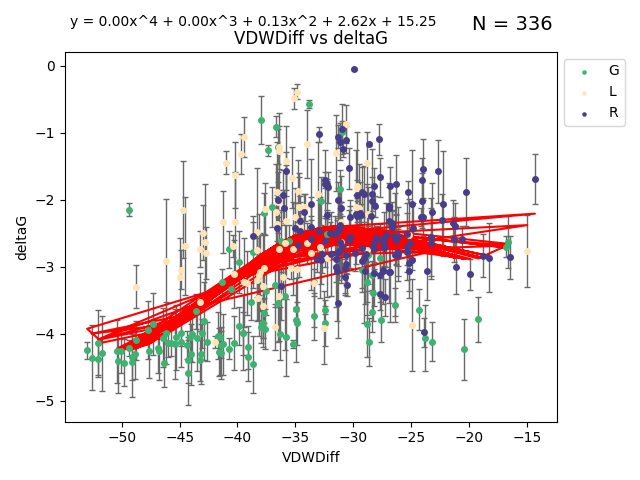 y = 0.00x^4 + 0.00x^3 + 0.13x^2 + 2.62x + 15.25
N = 336
VDWDiff vs deltaG
G
L
R
deltaG
0
−1
−2
−3
−4
−5
−50 −45 −40 −35 −30 −25 −20 −15
VDWDiff